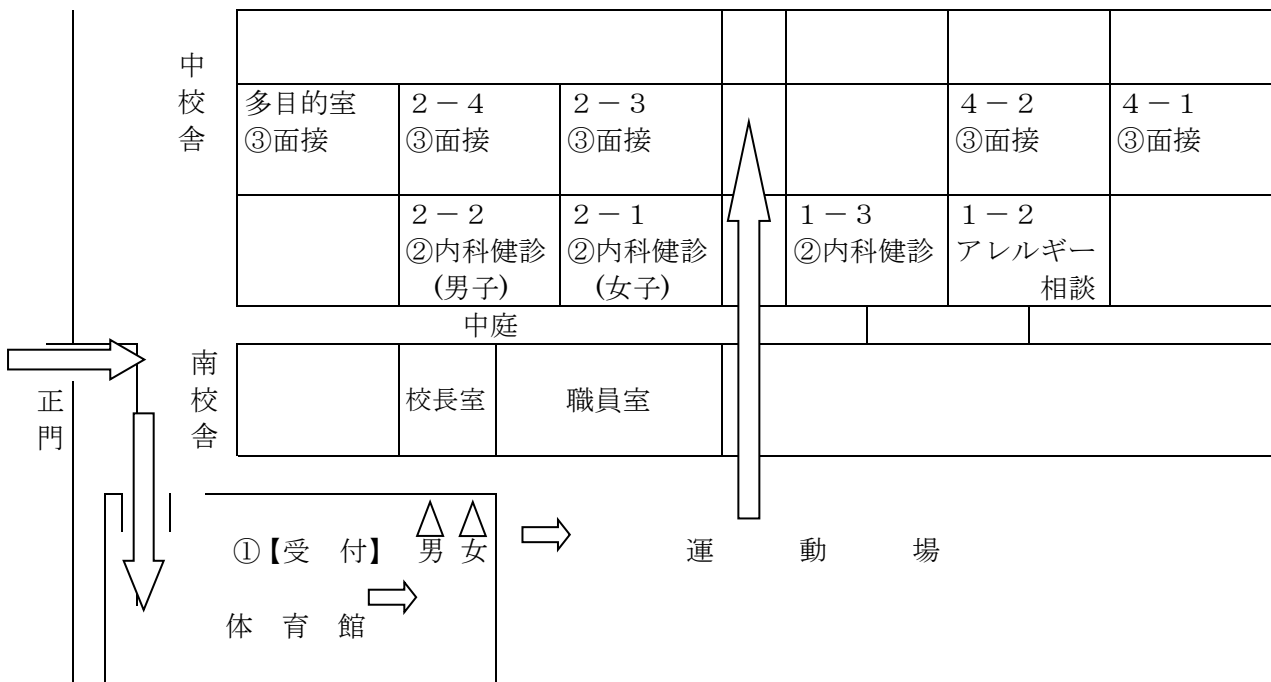 中校舎
多目的室
③面接
２－４
③面接
２－３
③面接
４－２
③面接
４－１
③面接
２－２
②内科健診
(男子)
２－１
②内科健診
(女子)
１－３
②内科健診
１－２
アレルギー
相談
中庭
正門
南校舎
校長室
職員室
①【受　付】
男
女
運　動　場
体　育　館